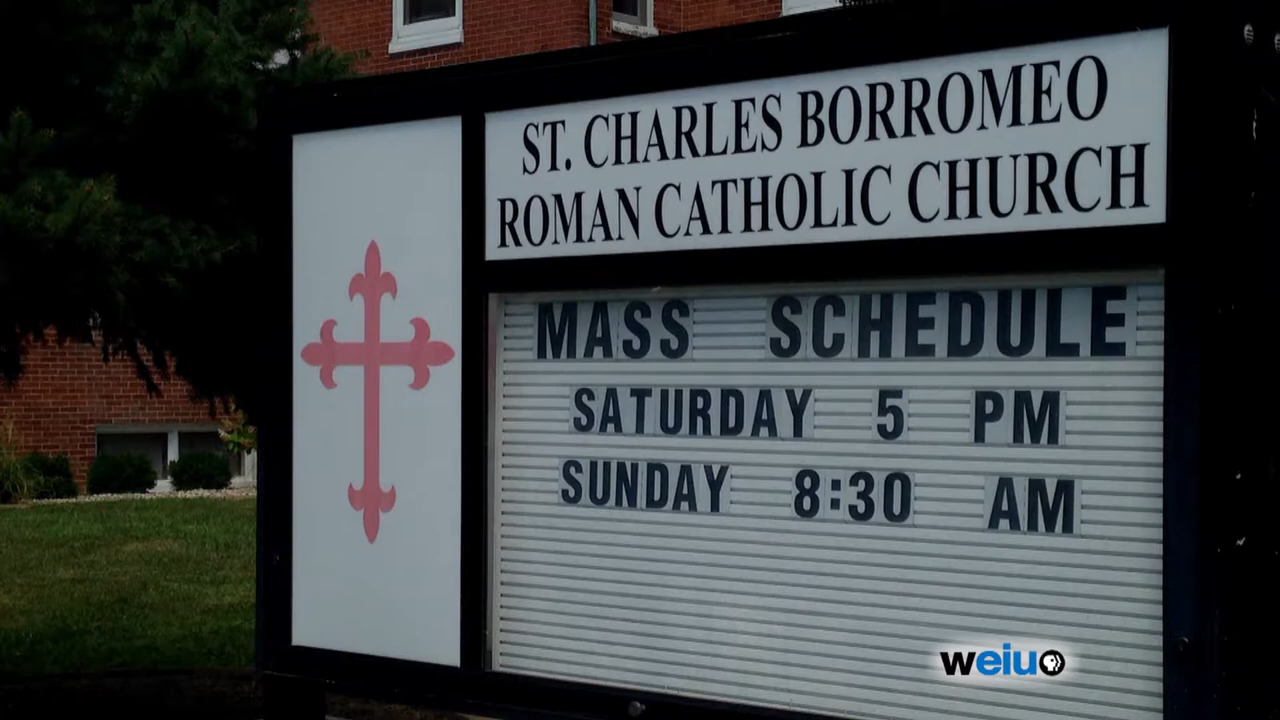 ST. CHARLES BORROMEO
ROMAN CATHOLIC CHURCH
MASS SCHEDULE
SATURDAY 5 PM
SUNDAY 8:30 AM
weiu